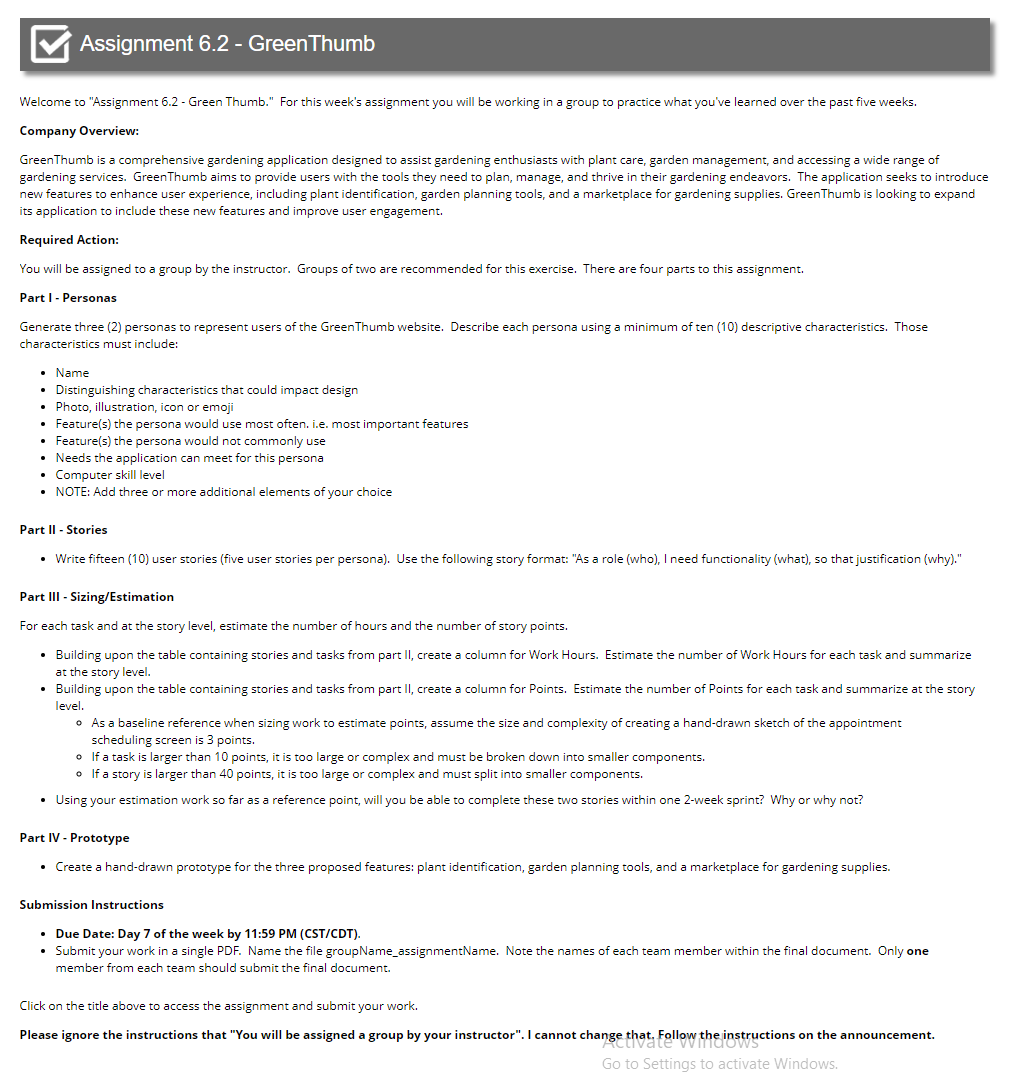 Assignment 6.2 - GreenThumb
Welcome to "Assignment 6.2 - Green Thumb."  For this week's assignment you will be working in a group to practice what you've learned over the past five weeks.
Company Overview:
GreenThumb is a comprehensive gardening application designed to assist gardening enthusiasts with plant care, garden management, and accessing a wide range of
gardening services.  GreenThumb aims to provide users with the tools they need to plan, manage, and thrive in their gardening endeavors.  The application seeks to introduce
new features to enhance user experience, including plant identification, garden planning tools, and a marketplace for gardening supplies. GreenThumb is looking to expand
its application to include these new features and improve user engagement.
Required Action:
You will be assigned to a group by the instructor.  Groups of two are recommended for this exercise.  There are four parts to this assignment.
Part I - Personas
Generate three (2) personas to represent users of the GreenThumb website.  Describe each persona using a minimum of ten (10) descriptive characteristics.  Those
characteristics must include:
• Name
• Distinguishing characteristics that could impact design
• Photo, illustration, icon or emoji
• Feature(s) the persona would use most often. i.e. most important features
• Feature(s) the persona would not commonly use
• Needs the application can meet for this persona
• Computer skill level
• NOTE: Add three or more additional elements of your choice
Part II - Stories
• Write fifteen (10) user stories (five user stories per persona).  Use the following story format: "As a role (who), I need functionality (what), so that justification (why)."
Part III - Sizing/Estimation
For each task and at the story level, estimate the number of hours and the number of story points.
• Building upon the table containing stories and tasks from part II, create a column for Work Hours.  Estimate the number of Work Hours for each task and summarize
at the story level.
• Building upon the table containing stories and tasks from part II, create a column for Points.  Estimate the number of Points for each task and summarize at the story
level.
◦ As a baseline reference when sizing work to estimate points, assume the size and complexity of creating a hand-drawn sketch of the appointment
scheduling screen is 3 points.
◦ If a task is larger than 10 points, it is too large or complex and must be broken down into smaller components.
◦ If a story is larger than 40 points, it is too large or complex and must split into smaller components.
• Using your estimation work so far as a reference point, will you be able to complete these two stories within one 2-week sprint?  Why or why not?
Part IV - Prototype
• Create a hand-drawn prototype for the three proposed features: plant identification, garden planning tools, and a marketplace for gardening supplies.
Submission Instructions
• Due Date: Day 7 of the week by 11:59 PM (CST/CDT).
• Submit your work in a single PDF.  Name the file groupName_assignmentName.  Note the names of each team member within the final document.  Only one
member from each team should submit the final document.
Click on the title above to access the assignment and submit your work.
Please ignore the instructions that "You will be assigned a group by your instructor". I cannot change that. Follow the instructions on the announcement.
Activate Windows
Go to Settings to activate Windows.